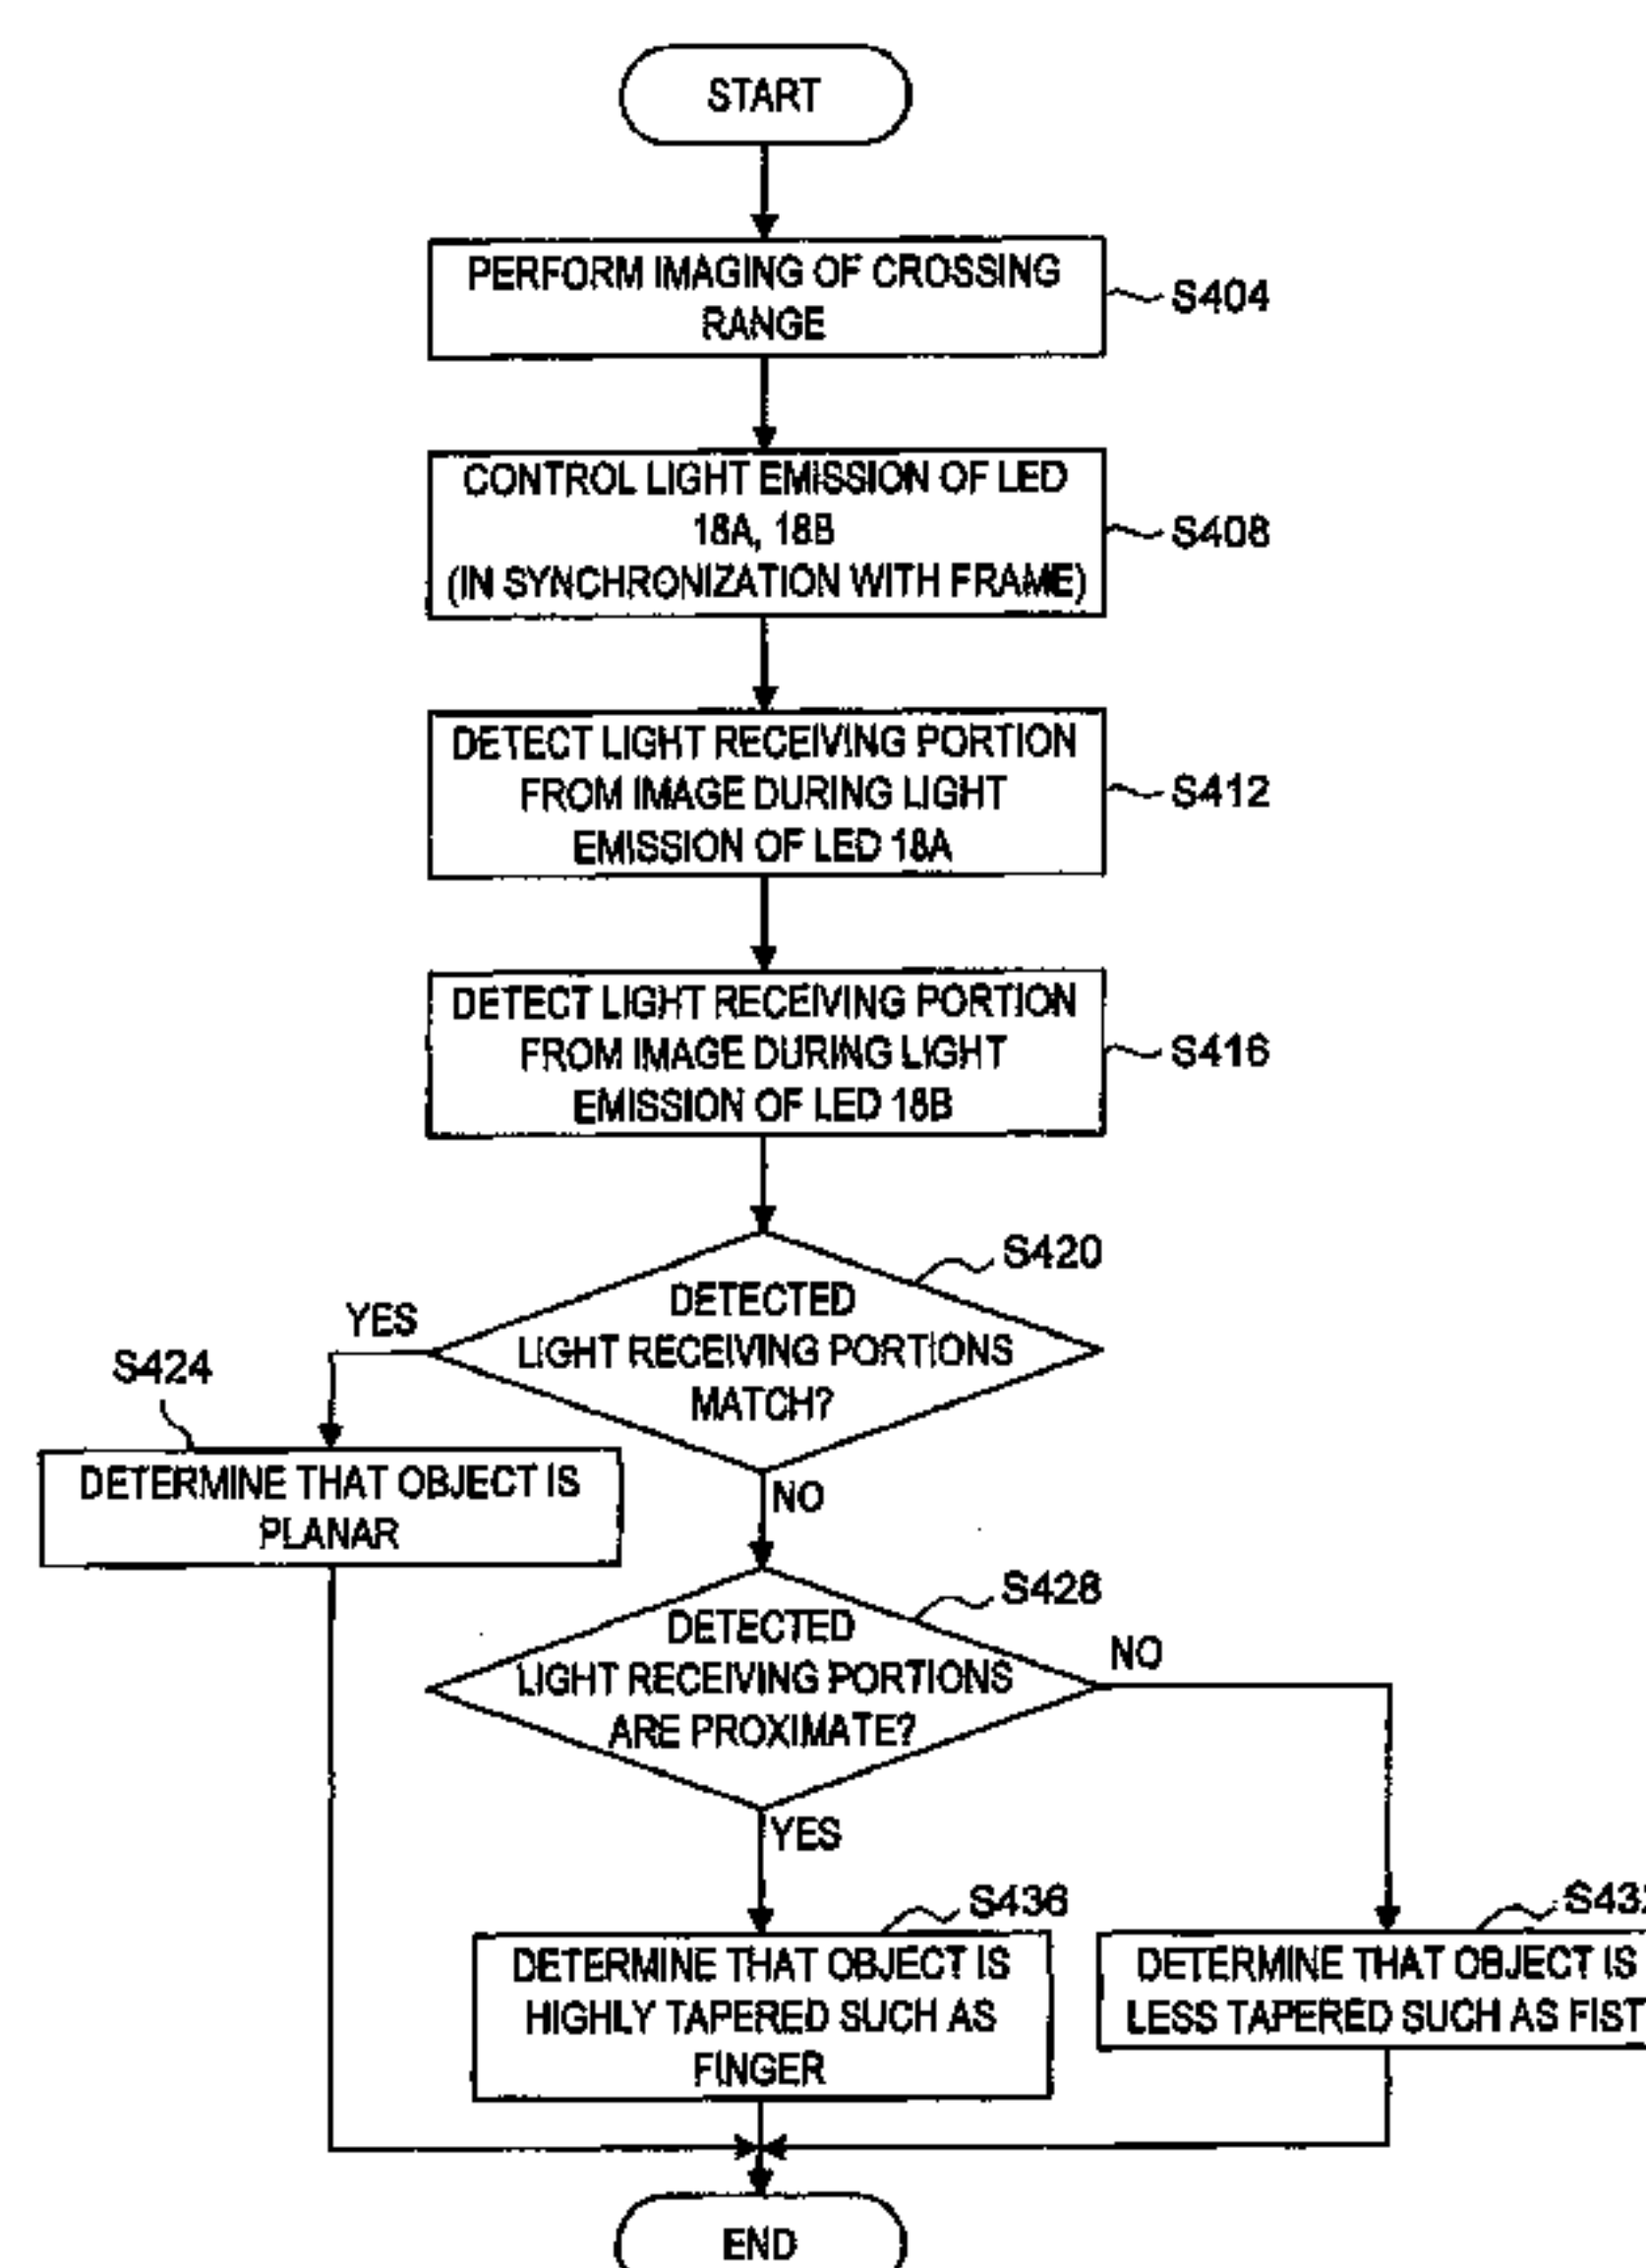 START
PERFORM IMAGING OF CROSSING
RANGE
S404
CONTROL LIGHT EMISSION OF LED
18A, 18B
(IN SYNCHRONIZATION WITH FRAME)
S408
DETECT LIGHT RECEIVING PORTION
FROM IMAGE DURING LIGHT
EMISSION OF LED 18A
S412
DETECT LIGHT RECEIVING PORTION
FROM IMAGE DURING LIGHT
EMISSION OF LED 18B
S416
S420
DETECTED
LIGHT RECEIVING PORTIONS
MATCH?
YES
S424
DETERMINE THAT OBJECT IS
PLANAR
NO
S428
DETECTED
LIGHT RECEIVING PORTIONS
ARE PROXIMATE?
NO
YES
S436
DETERMINE THAT OBJECT IS
HIGHLY TAPERED SUCH AS
FINGER
DETERMINE THAT OBJECT IS
LESS TAPERED SUCH AS FIST
END